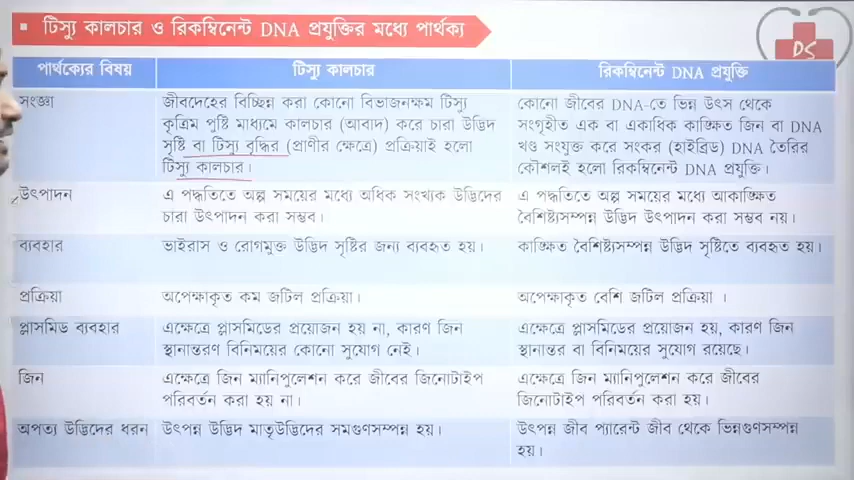 ▪ টিস্যু কালচার ও রিকম্বিনেন্ট DNA প্রযুক্তির মধ্যে পার্থক্য
DS
পার্থক্যের বিষয় টিস্যু কালচার রিকম্বিনেন্ট DNA প্রযুক্তি
সংজ্ঞা
জীবদেহের বিচ্ছিন্ন করা কোনো বিভাজনক্ষম টিস্যু
কৃত্রিম পুষ্টি মাধ্যমে কালচার (আবাদ) করে চারা উদ্ভিদ
সৃষ্টি বা টিস্যু বৃদ্ধির (প্রাণীর ক্ষেত্রে) প্রক্রিয়াই হলো
টিস্যু কালচার।
কোনো জীবের DNA-তে ভিন্ন উৎস থেকে
সংগৃহীত এক বা একাধিক কাঙ্ক্ষিত জিন বা DNA
খণ্ড সংযুক্ত করে সংকর (হাইব্রিড) DNA তৈরির
কৌশলই হলো রিকম্বিনেন্ট DNA প্রযুক্তি।
উৎপাদন
এ পদ্ধতিতে অল্প সময়ের মধ্যে অধিক সংখ্যক উদ্ভিদের
চারা উৎপাদন করা সম্ভব।
এ পদ্ধতিতে অল্প সময়ের মধ্যে আকাঙ্ক্ষিত
বৈশিষ্ট্যসম্পন্ন উদ্ভিদ উৎপাদন করা সম্ভব নয়।
ব্যবহার
ভাইরাস ও রোগমুক্ত উদ্ভিদ সৃষ্টির জন্য ব্যবহৃত হয়।
কাঙ্ক্ষিত বৈশিষ্ট্যসম্পন্ন উদ্ভিদ সৃষ্টিতে ব্যবহৃত হয়।
প্রক্রিয়া
অপেক্ষাকৃত কম জটিল প্রক্রিয়া।
অপেক্ষাকৃত বেশি জটিল প্রক্রিয়া ।
প্লাসমিড ব্যবহার
এক্ষেত্রে প্লাসমিডের প্রয়োজন হয় না, কারণ জিন
স্থানান্তরণ বিনিময়ের কোনো সুযোগ নেই।
এক্ষেত্রে প্লাসমিডের প্রয়োজন হয়, কারণ জিন
স্থানান্তর বা বিনিময়ের সুযোগ রয়েছে।
জিন
এক্ষেত্রে জিন ম্যানিপুলেশন করে জীবের জিনোটাইপ
পরিবর্তন করা হয় না।
এক্ষেত্রে জিন ম্যানিপুলেশন করে জীবের
জিনোটাইপ পরিবর্তন করা হয়।
অপত্য উদ্ভিদের ধরন
উৎপন্ন উদ্ভিদ মাতৃউদ্ভিদের সমগুণসম্পন্ন হয়।
উৎপন্ন জীব প্যারেন্ট জীব থেকে ভিন্নগুণসম্পন্ন
হয়।